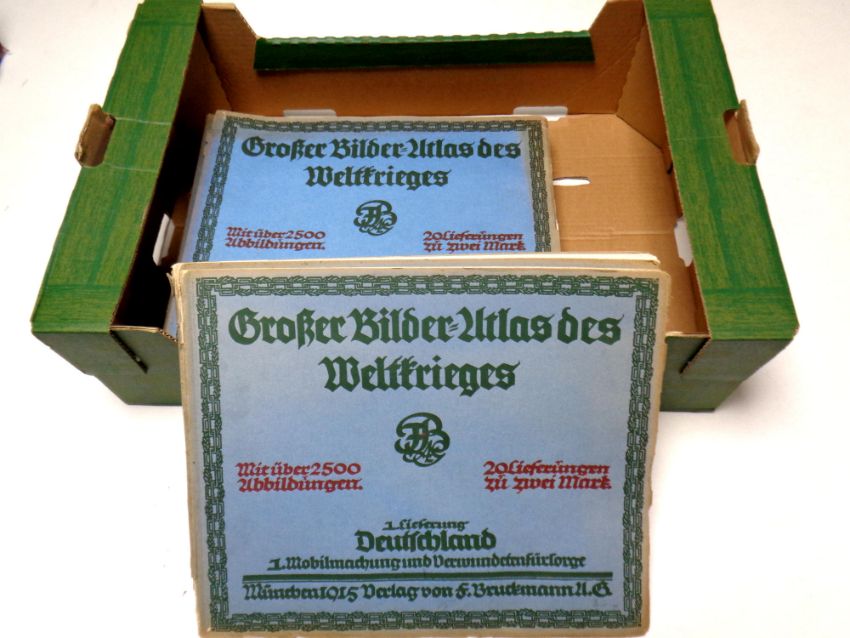 Großer Bilder-Atlas des
Weltkrieges
Mit über 2500
Abbildungen.
20 Lieferungen
zu zwei Mark
Großer Bilder-Atlas des
Weltkrieges
Mit über 2500
Abbildungen.
20 Lieferungen
zu zwei Mark
1. Lieferung
Deutschland
1. Mobilmachung und Verwundetenfürsorge
München 1915 Verlag von F. Bruckmann A.G.